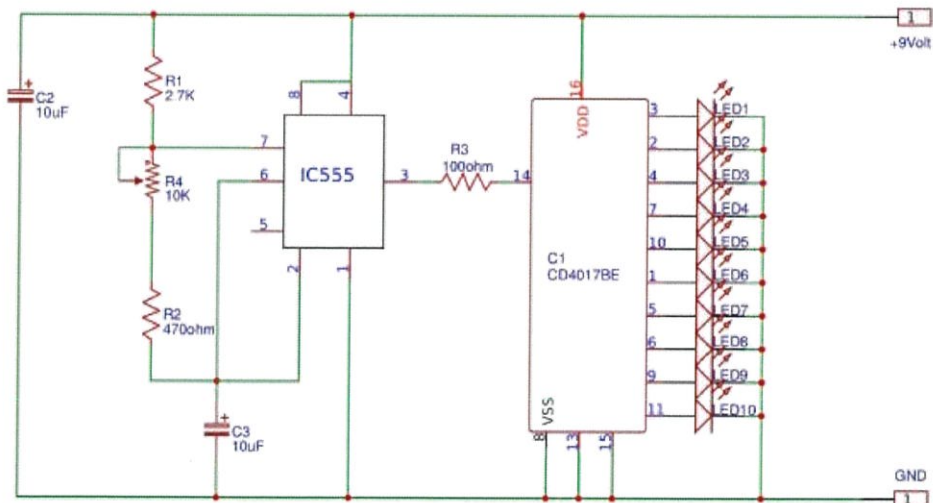 1
+9Volt
C2
10uF
R1
2.7K
8
4
16
VDD
3
LED1
R3
100ohm
2
LED2
7
R4
10K
6
IC555
3
14
4
LED3
7
LED4
5
C1
CD4017BE
10
LED5
2
1
1
LED6
R2
470ohm
5
LED7
6
LED8
9
LED9
C3
10uF
8
VSS
13
15
11
LED10
GND
1